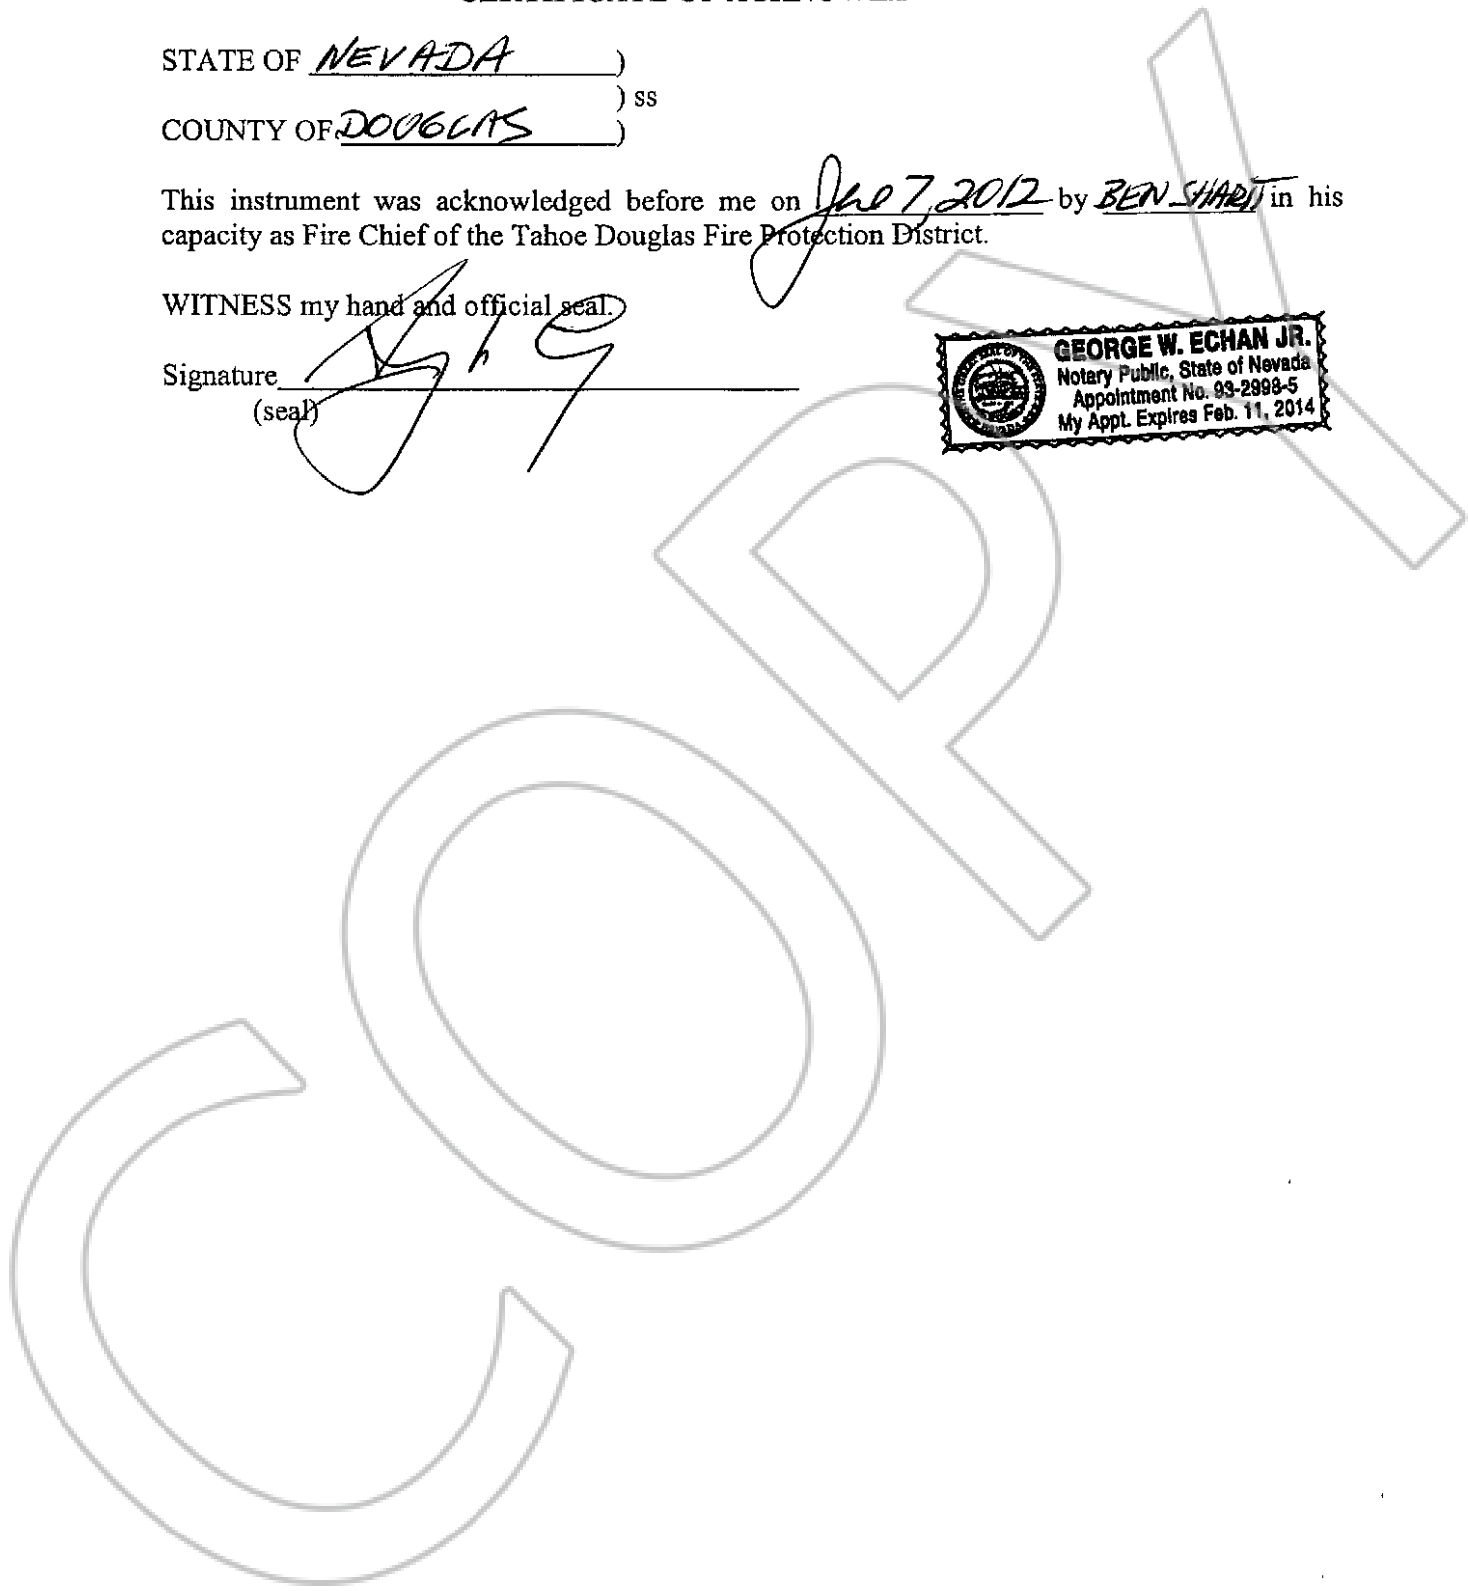 STATE OF NEVADA )
) ss
COUNTY OF DOUGLAS )
This instrument was acknowledged before me on June 7, 2012 by BEN SHARIT in his
capacity as Fire Chief of the Tahoe Douglas Fire Protection District.
WITNESS my hand and official seal.
Signature
(seal)
GEORGE W. ECHAN JR.
Notary Public, State of Nevada
Appointment No. 93-2998-5
My Appt. Expires Feb. 11, 2014
COPY